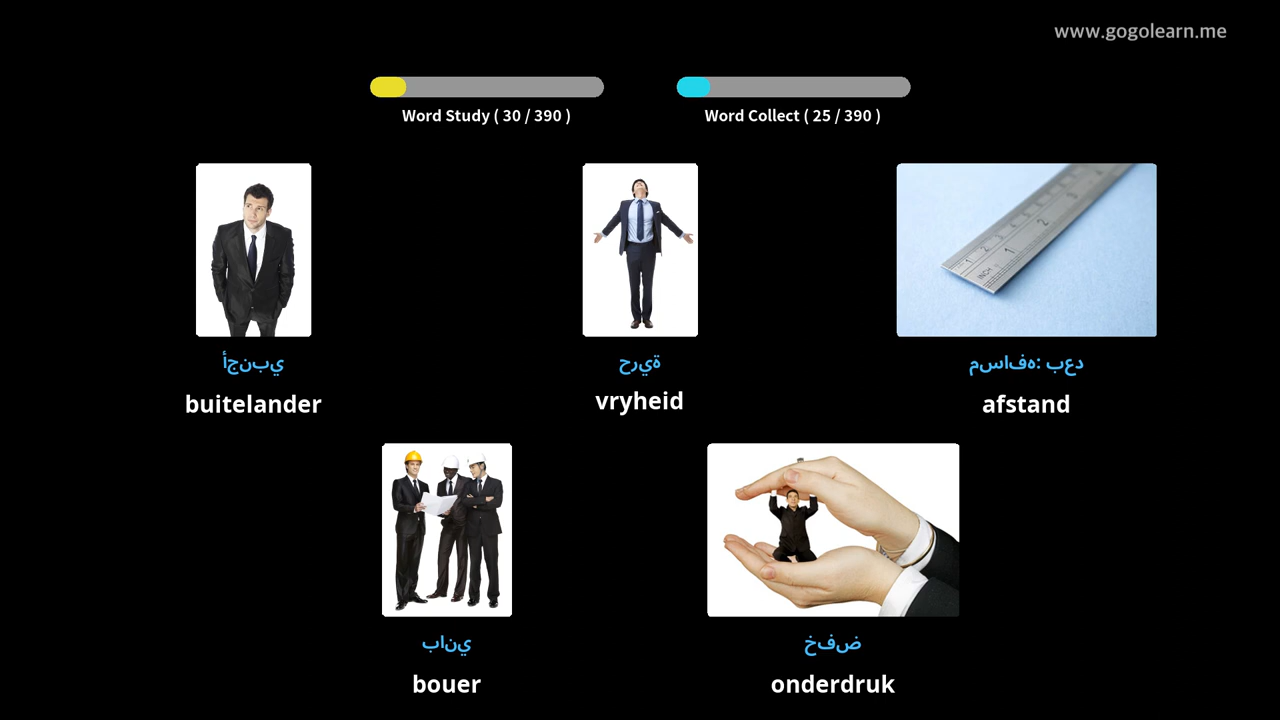 www.gogolearn.me
Word Study ( 30 / 390 )
Word Collect ( 25 / 390 )
أجنبي
buitelander
حرية
vryheid
مسافه: بعد
afstand
باني
bouer
خفض
onderdruk